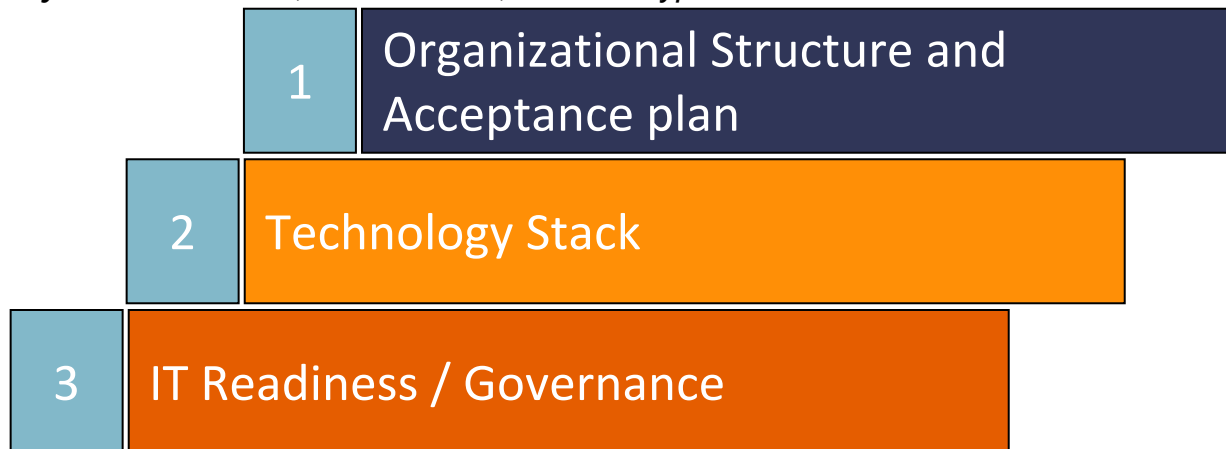 1
Organizational Structure and
Acceptance plan
2
Technology Stack
3
IT Readiness / Governance